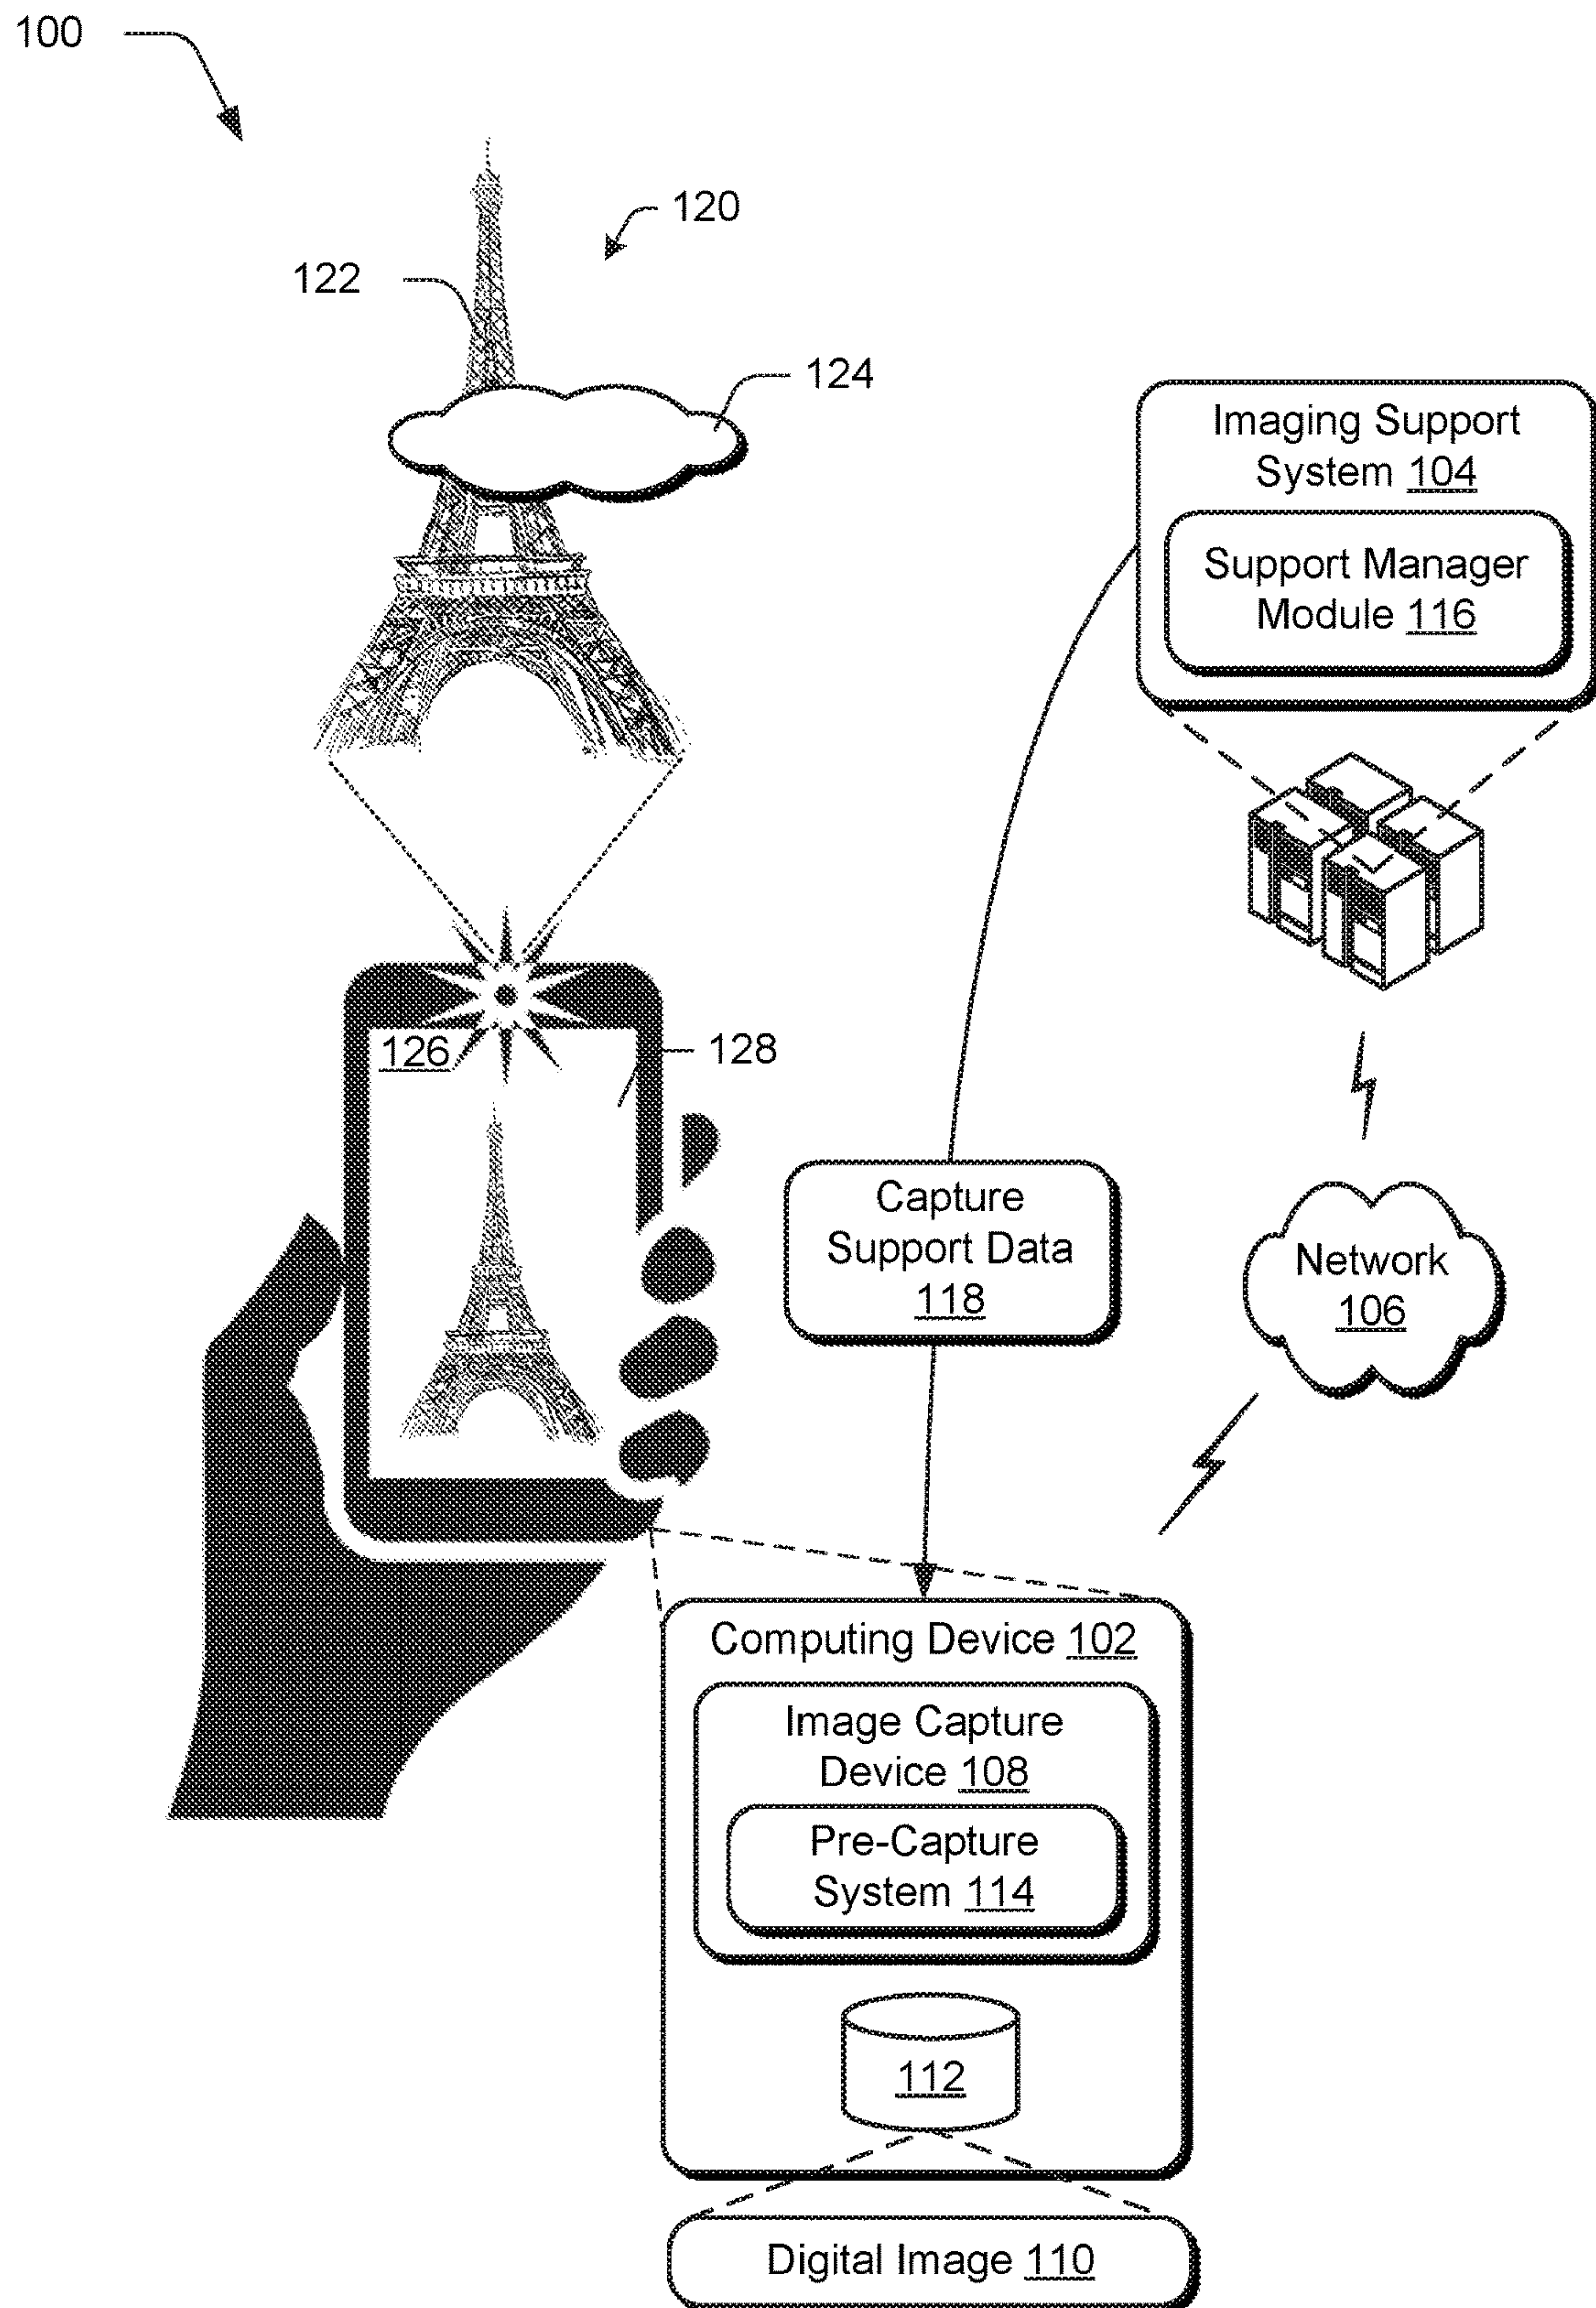 100
120
122
124
Imaging Support
System 104
Support Manager
Module 116
126
128
Capture
Support Data
118
Network
106
Computing Device 102
Image Capture
Device 108
Pre-Capture
System 114
112
Digital Image 110